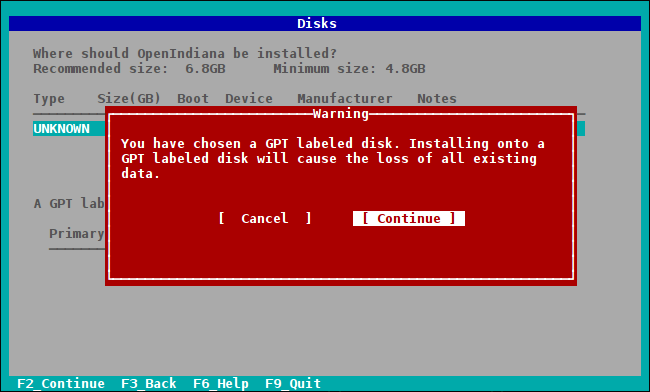 Disks
Where should OpenIndiana be installed?
Recommended size: 6.8GB Minimum size: 4.8GB
Type Size(GB) Boot Device Manufacturer Notes
UNKNOWN
Warning
You have chosen a GPT labeled disk. Installing onto a
GPT labeled disk will cause the loss of all existing
data.
A GPT lab
[ Cancel ] [ Continue ]
Primary
F2_Continue F3_Back F6_Help F9_Quit